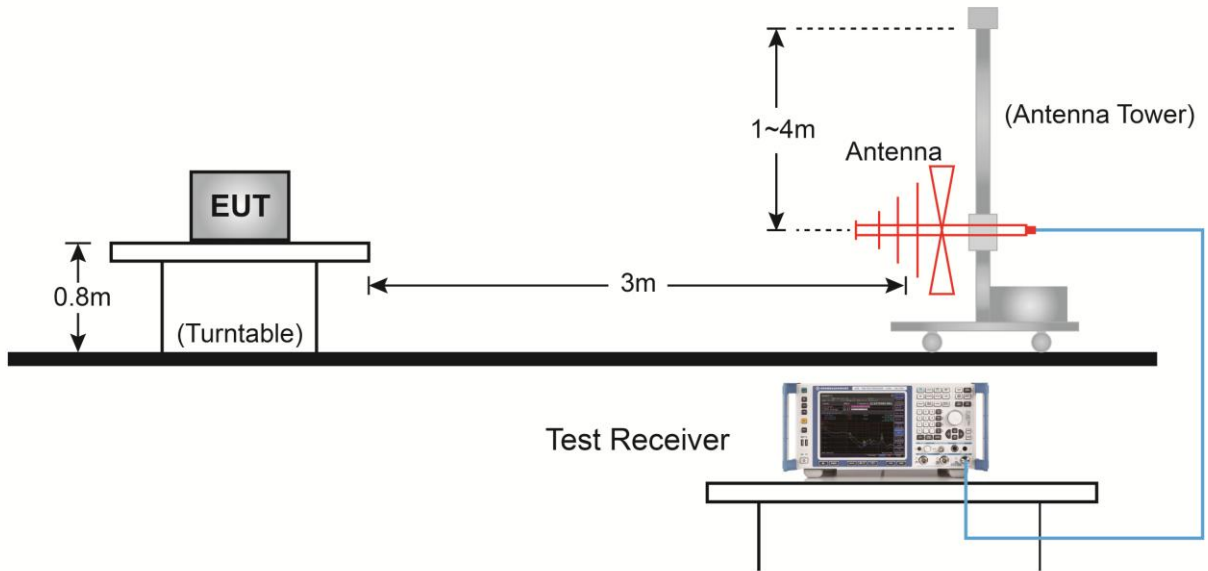 1~4m
(Antenna Tower)
Antenna
EUT
3m
0.8m
(Turntable)
Test Receiver